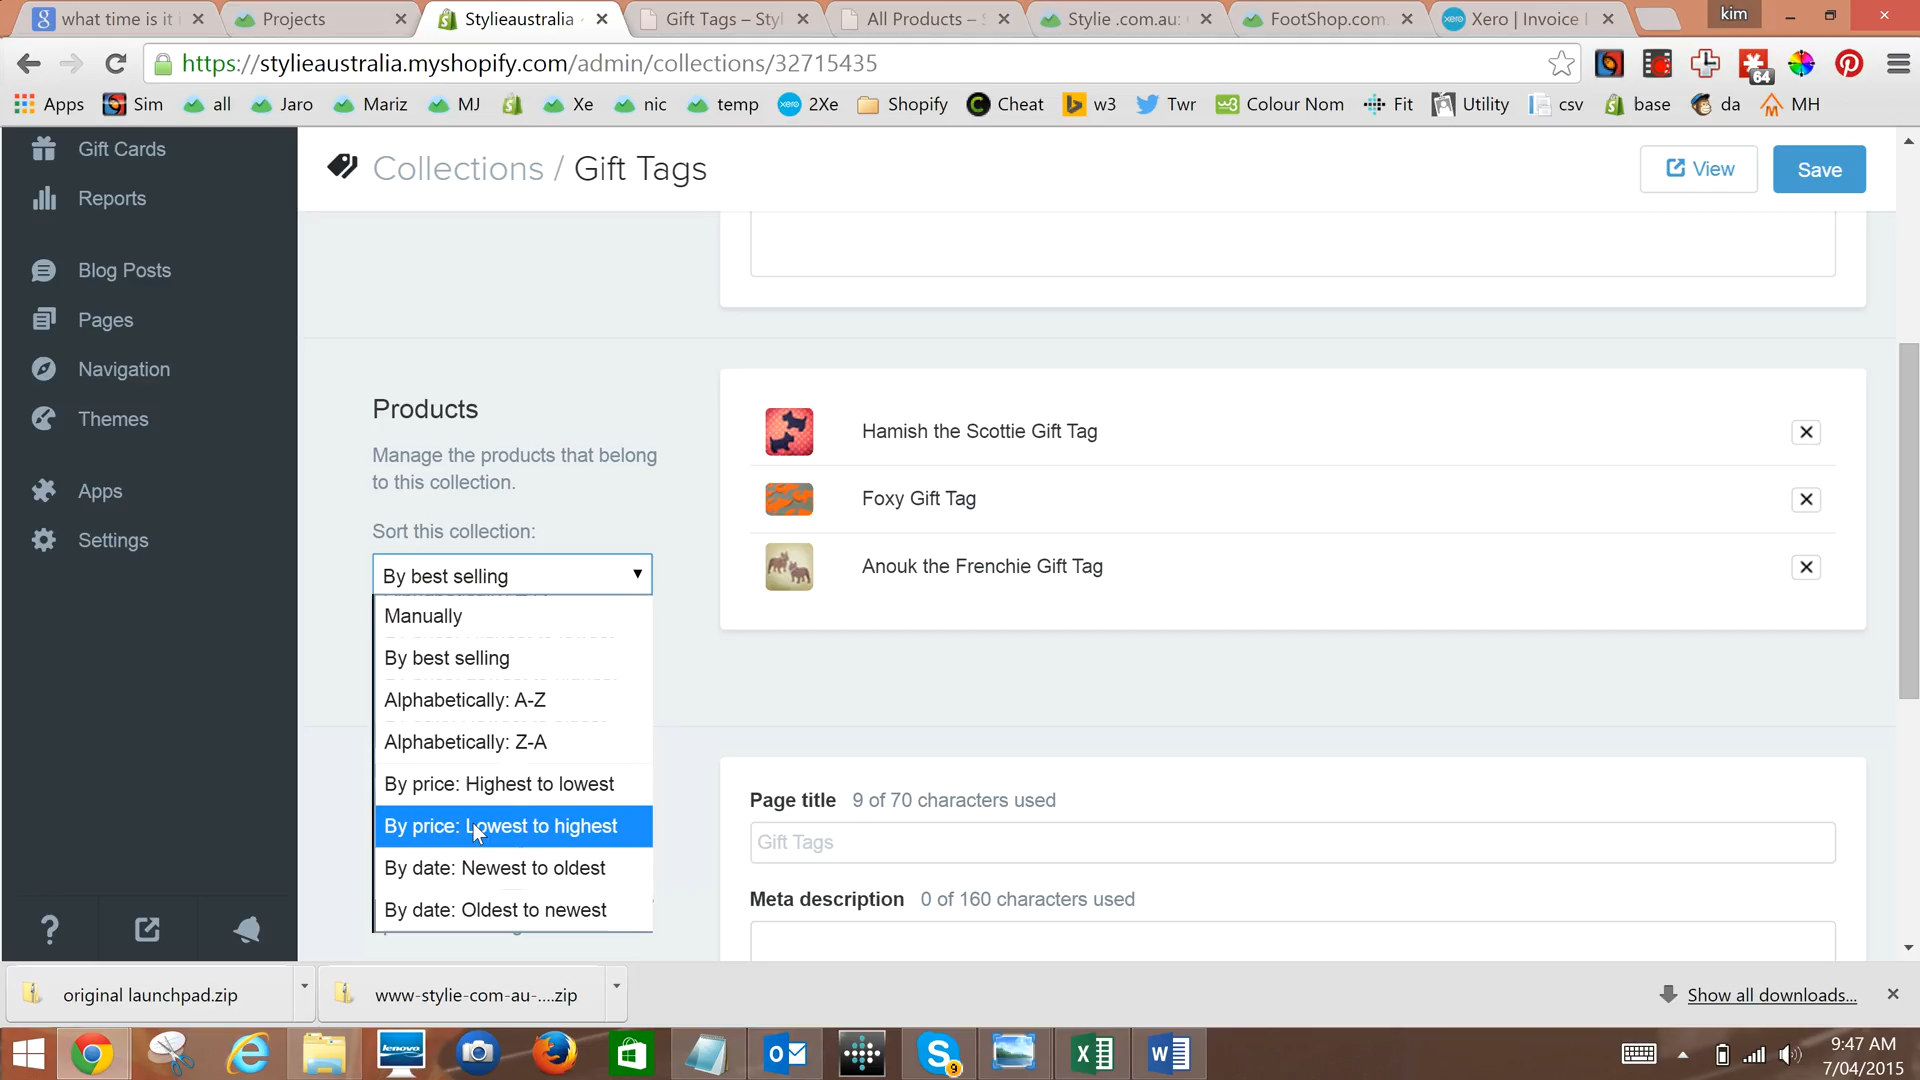 what time is it i
Projects
Stylieaustralia
Gift Tags – Styl
All Products – S
Stylie .com.au:
FootShop.com.
Xero | Invoice
kim
https://stylieaustralia.myshopify.com/admin/collections/32715435
64
Apps
Sim
all
Jaro
Mariz
MJ
Xe
nic
temp
2Xe
Shopify
Cheat
w3
Twr
Colour Nom
Fit
Utility
csv
base
da
MH
Gift Cards
Reports
Blog Posts
Pages
Navigation
Themes
Apps
Settings
Collections / Gift Tags
View
Save
Products
Manage the products that belong
to this collection.
Sort this collection:
By best selling
Manually
By best selling
Alphabetically: A-Z
Alphabetically: Z-A
By price: Highest to lowest
By price: Lowest to highest
By date: Newest to oldest
By date: Oldest to newest
Hamish the Scottie Gift Tag
Foxy Gift Tag
Anouk the Frenchie Gift Tag
Page title 9 of 70 characters used
Gift Tags
Meta description 0 of 160 characters used
original launchpad.zip
www-stylie-com-au-....zip
Show all downloads...
lenovo
9
9:47 AM
7/04/2015